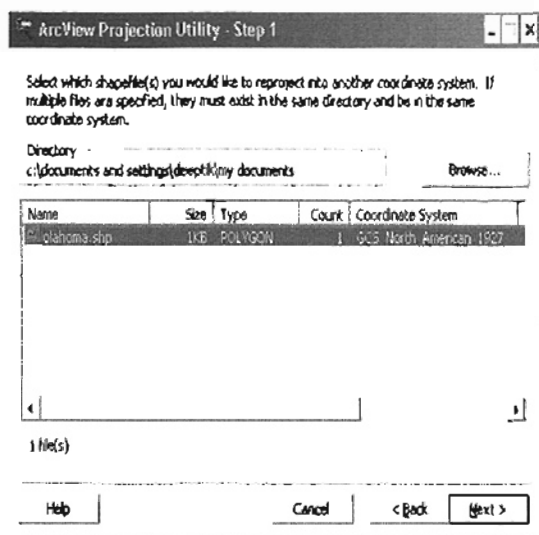 ArcView Projection Utility - Step 1
Select which shapefile(s) you would like to reproject into another coordinate system. If
multiple files are specified, they must exist in the same directory and be in the same
coordinate system.
Directory
c:\documents and settings\deeptik\my documents
Browse...
Name Size Type Count Coordinate System
olahoma.shp 1KB POLYGON 1 GCS North American 1927
1 file(s)
Help Cancel < Back Next >